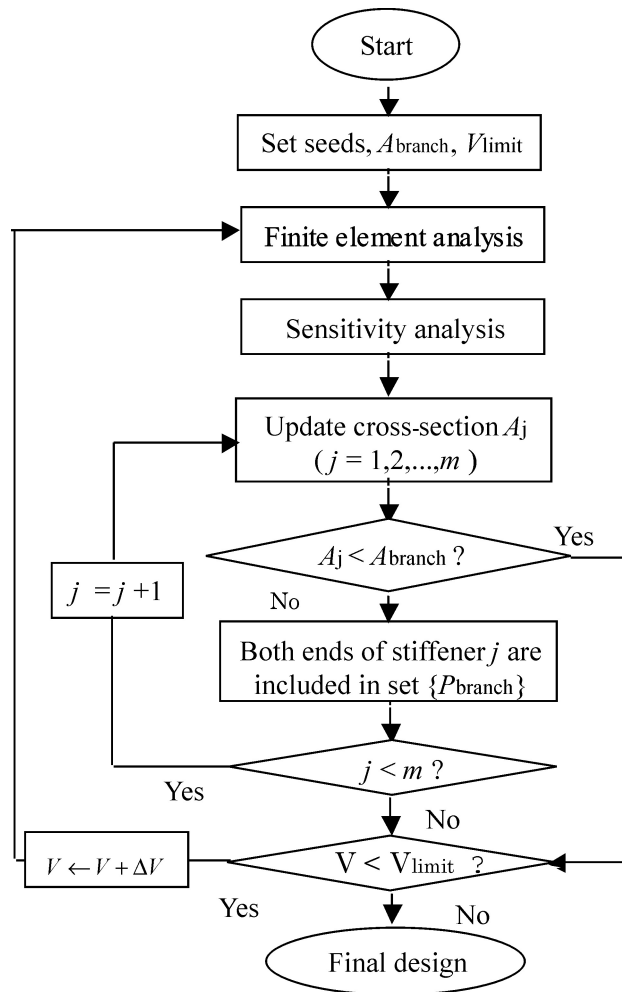 Start
Set seeds, Abranch, Vlimit
Finite element analysis
Sensitivity analysis
Update cross-section Aj
( j = 1,2,...,m )
Aj < Abranch ?
Yes
j = j +1
No
Both ends of stiffener j are
included in set {Pbranch}
j < m ?
Yes
No
V ← V + ΔV
V < Vlimit ?
Yes
No
Final design